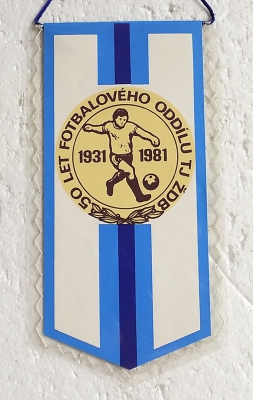 50 LET FOTBALOVÉHO ODDÍLU TJ ŽDB
1931 1981